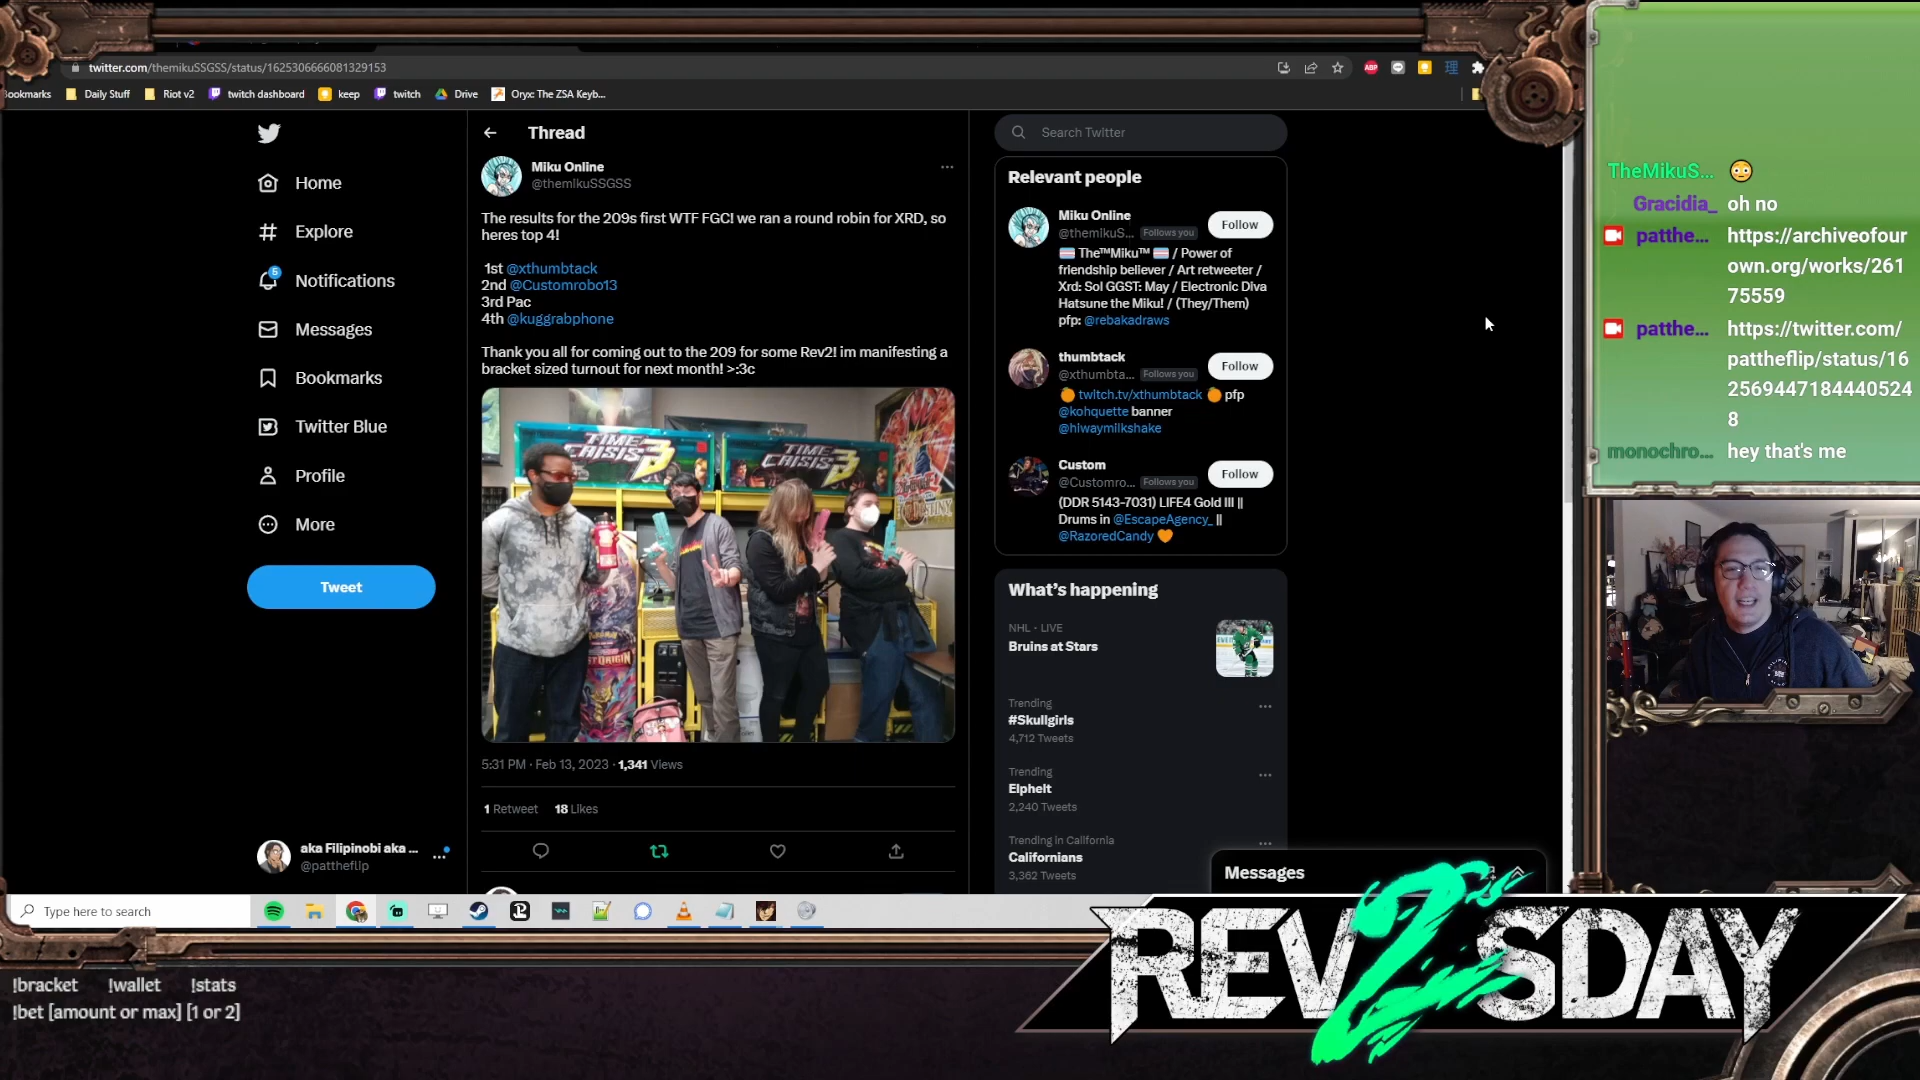 twitter.com/themikuSSGSS/status/1625306666081329153
Bookmarks
Daily Stuff
Riot v2
twitch dashboard
keep
twitch
Drive
Oryx: The ZSA Keyb...
ABP
Home
Explore
5
Notifications
Messages
Bookmarks
Twitter Blue
Profile
More
Tweet
aka Filipinobi aka ...
@pattheflip
Thread
Miku Online
@themikuSSGSS
The results for the 209s first WTF FGC! we ran a round robin for XRD, so
heres top 4!
1st @xthumbtack
2nd @Customrobo13
3rd Pac
4th @kuggrabphone
Thank you all for coming out to the 209 for some Rev2! im manifesting a
bracket sized turnout for next month! >:3c
TIME CRISIS 3
TIME CRISIS 3
5:31 PM · Feb 13, 2023 · 1,341 Views
1 Retweet 18 Likes
Search Twitter
Relevant people
Miku Online
@themikuS... Follows you
Follow
The™Miku™ / Power of
friendship believer / Art retweeter /
Xrd: Sol GGST: May / Electronic Diva
Hatsune the Miku! / (They/Them)
pfp: @rebakadraws
thumbtack
@xthumbta... Follows you
Follow
twitch.tv/xthumbtack pfp
@kohquette banner
@hiwaymilkshake
Custom
@Customro... Follows you
Follow
(DDR 5143-7031) LIFE4 Gold III ||
Drums in @EscapeAgency_ ||
@RazoredCandy
What's happening
NHL · LIVE
Bruins at Stars
Trending
#Skullgirls
4,712 Tweets
Trending
Elphelt
2,240 Tweets
Trending in California
Californians
3,362 Tweets
Messages
TheMikuS...
Gracidia_ oh no
patthe... https://archiveofour
own.org/works/261
75559
patthe... https://twitter.com/
pattheflip/status/16
2569447184440524
8
monochro... hey that's me
Type here to search
!bracket !wallet !stats
!bet [amount or max] [1 or 2]
REV2SDAY